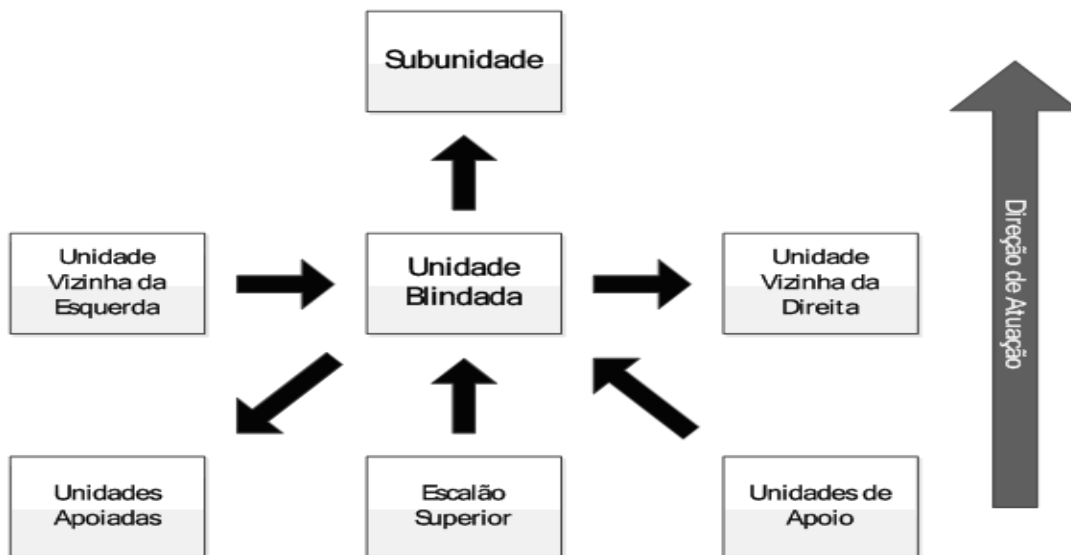 Subunidade
Unidade
Vizinha da
Esquerda
Unidade
Blindada
Unidade
Vizinha da
Direita
Direção de Atuação
Unidades
Apoiadas
Escalão
Superior
Unidades de
Apoio